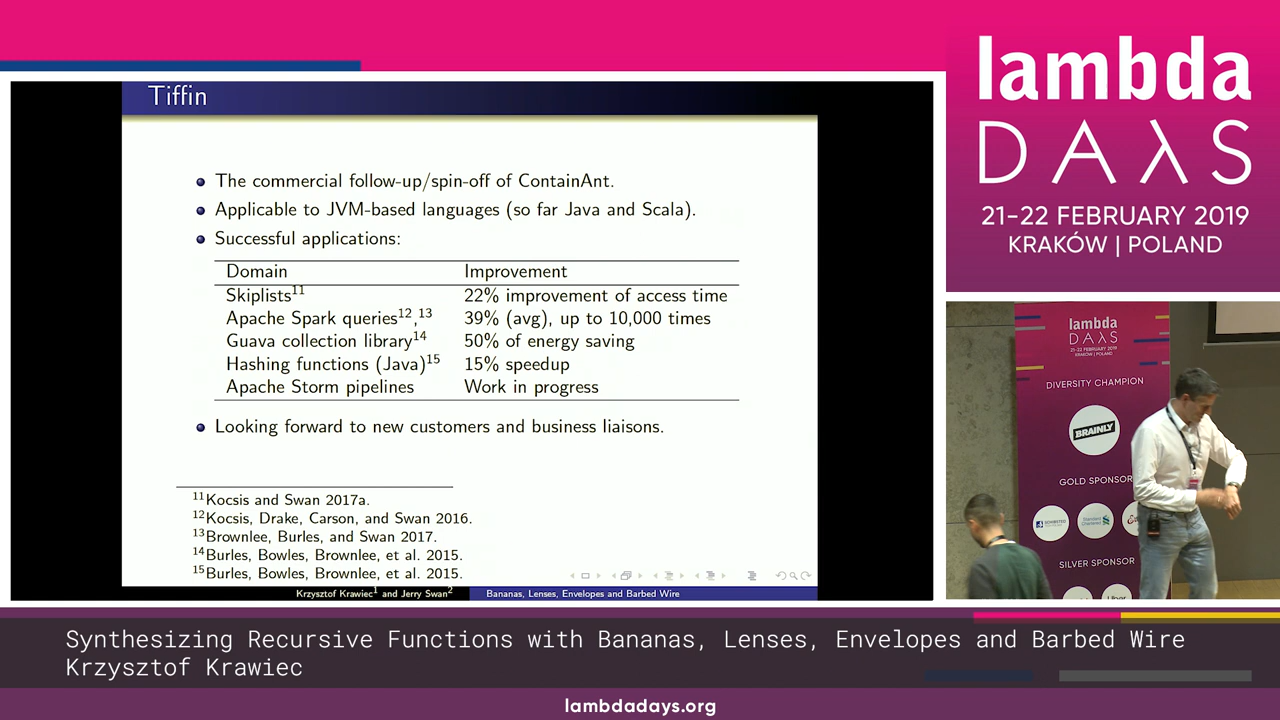 Tiffin
The commercial follow-up/spin-off of ContainAnt.
Applicable to JVM-based languages (so far Java and Scala).
Successful applications:
Domain Improvement
Skiplists11 22% improvement of access time
Apache Spark queries12,13 39% (avg), up to 10,000 times
Guava collection library14 50% of energy saving
Hashing functions (Java)15 15% speedup
Apache Storm pipelines Work in progress
Looking forward to new customers and business liaisons.
11Kocsis and Swan 2017a.
12Kocsis, Drake, Carson, and Swan 2016.
13Brownlee, Burles, and Swan 2017.
14Burles, Bowles, Brownlee, et al. 2015.
15Burles, Bowles, Brownlee, et al. 2015.
Krzysztof Krawiec1 and Jerry Swan2 Bananas, Lenses, Envelopes and Barbed Wire
lambda
DAλS
21-22 FEBRUARY 2019
KRAKÓW | POLAND
lambda
DAλS
21-22 FEBRUARY 2019
KRAKÓW | POLAND
DIVERSITY CHAMPION
BRAINLY
GOLD SPONSOR
SILVER SPONSOR
Synthesizing Recursive Functions with Bananas, Lenses, Envelopes and Barbed Wire
Krzysztof Krawiec
lambdadays.org